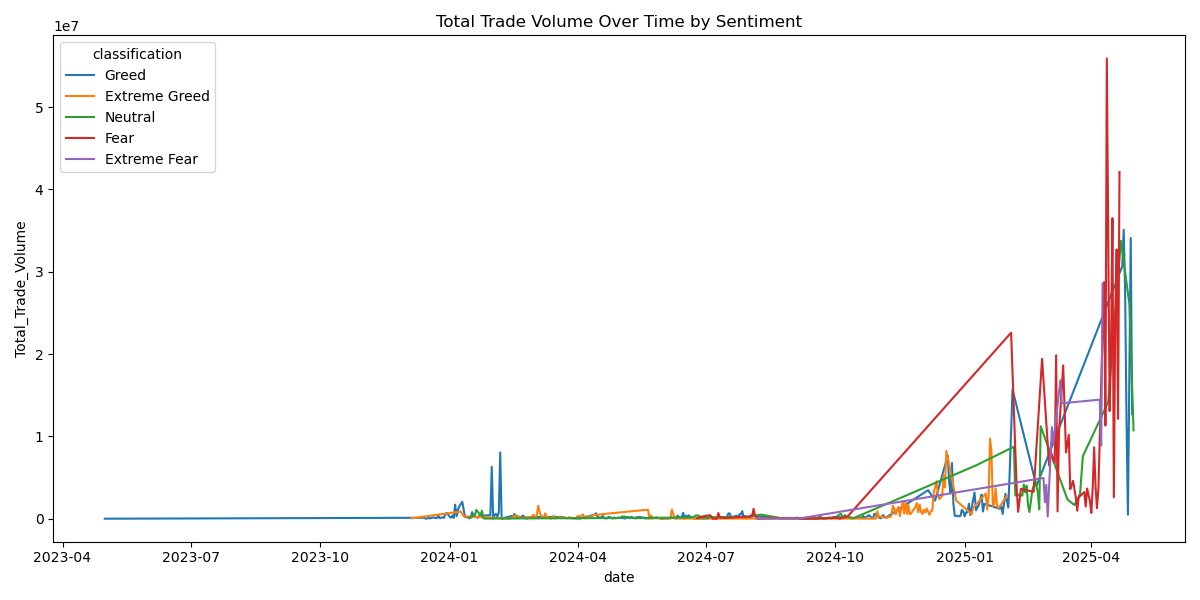 Total Trade Volume Over Time by Sentiment
1e7
classification
Greed
Extreme Greed
Neutral
Fear
Extreme Fear
5
4
3
2
1
0
Total_Trade_Volume
2023-04 2023-07 2023-10 2024-01 2024-04 2024-07 2024-10 2025-01 2025-04
date